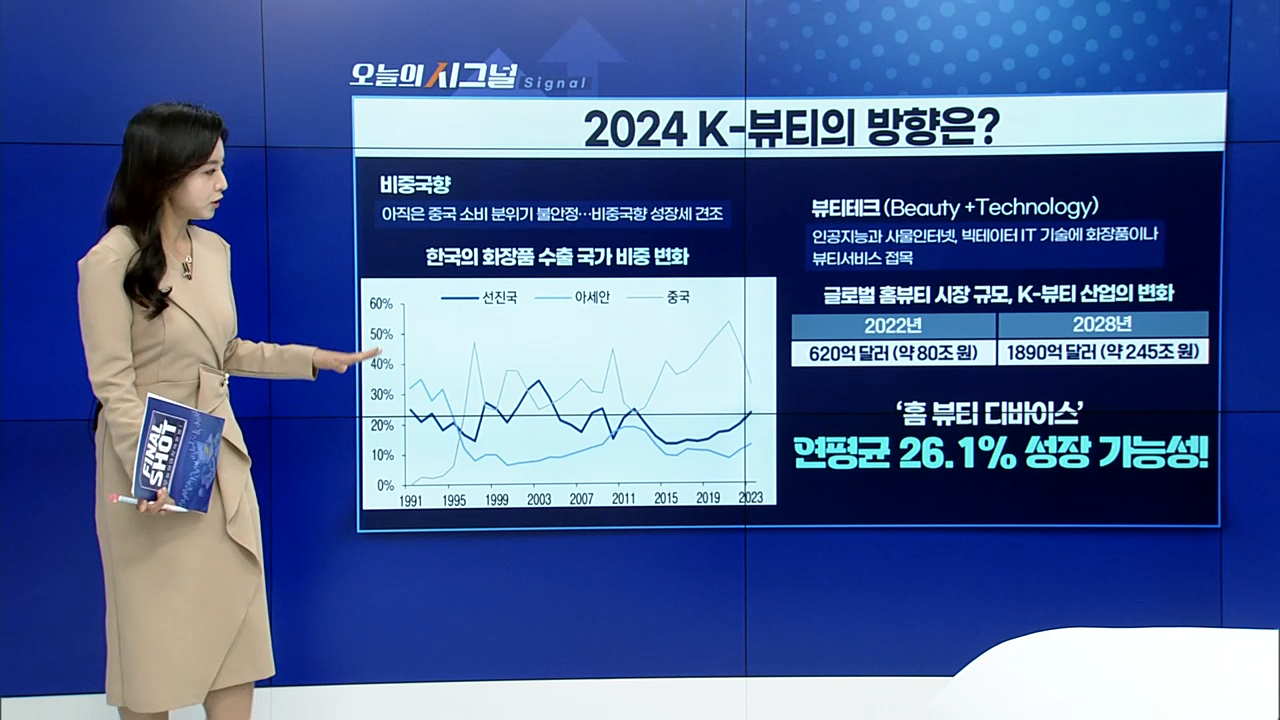 오늘의 시그널 Signal
2024 K-뷰티의 방향은?
비중국향
아직은 중국 소비 분위기 불안정…비중국향 성장세 견조
한국의 화장품 수출 국가 비중 변화
선진국 아세안 중국
60%
50%
40%
30%
20%
10%
0%
1991 1995 1999 2003 2007 2011 2015 2019 2023
뷰티테크 (Beauty +Technology)
인공지능과 사물인터넷, 빅테이터 IT 기술에 화장품이나
뷰티서비스 접목
글로벌 홈뷰티 시장 규모, K-뷰티 산업의 변화
2022년 2028년
620억 달러 (약 80조 원) 1890억 달러 (약 245조 원)
‘홈 뷰티 디바이스’
연평균 26.1% 성장 가능성!
FINAL
SHOT